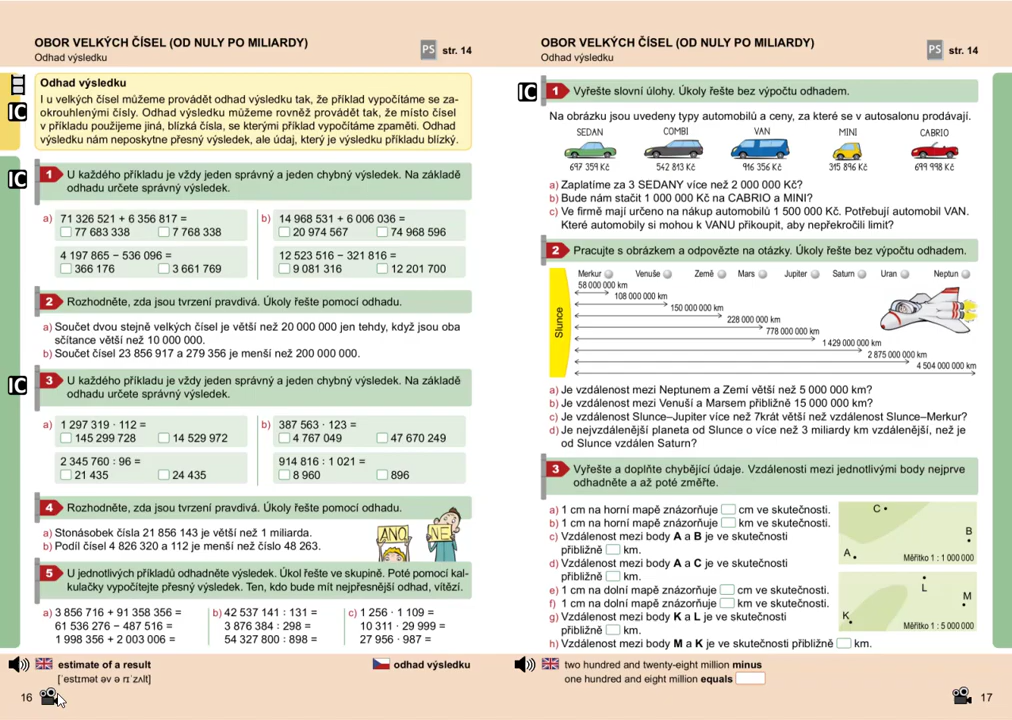 OBOR VELKÝCH ČÍSEL (OD NULY PO MILIARDY)
Odhad výsledku
PS str. 14
Odhad výsledku
I u velkých čísel můžeme provádět odhad výsledku tak, že příklad vypočítáme se za-
okrouhlenými čísly. Odhad výsledku můžeme rovněž provádět tak, že místo čísel
v příkladu použijeme jiná, blízká čísla, se kterými příklad vypočítáme zpaměti. Odhad
výsledku nám neposkytne přesný výsledek, ale údaj, který je výsledku příkladu blízký.
IC
IC
1 U každého příkladu je vždy jeden správný a jeden chybný výsledek. Na základě
odhadu určete správný výsledek.
a) 71 326 521 + 6 356 817 =
77 683 338 7 768 338
4 197 865 − 536 096 =
366 176 3 661 769
b) 14 968 531 + 6 006 036 =
20 974 567 74 968 596
12 523 516 − 321 816 =
9 081 316 12 201 700
2 Rozhodněte, zda jsou tvrzení pravdivá. Úkoly řešte pomocí odhadu.
a) Součet dvou stejně velkých čísel je větší než 20 000 000 jen tehdy, když jsou oba
sčítance větší než 10 000 000.
b) Součet čísel 23 856 917 a 279 356 je menší než 200 000 000.
IC
3 U každého příkladu je vždy jeden správný a jeden chybný výsledek. Na základě
odhadu určete správný výsledek.
a) 1 297 319 · 112 =
145 299 728 14 529 972
2 345 760 : 96 =
21 435 24 435
b) 387 563 · 123 =
4 767 049 47 670 249
914 816 : 1 021 =
8 960 896
4 Rozhodněte, zda jsou tvrzení pravdivá. Úkoly řešte pomocí odhadu.
a) Stonásobek čísla 21 856 143 je větší než 1 miliarda.
b) Podíl čísel 4 826 320 a 112 je menší než číslo 48 263.
ANO NE
5 U jednotlivých příkladů odhadněte výsledek. Úkol řešte ve skupině. Poté pomocí kal-
kulačky vypočítejte přesný výsledek. Ten, kdo bude mít nejpřesnější odhad, vítězí.
a) 3 856 716 + 91 358 356 =
61 536 276 − 487 516 =
1 998 356 + 2 003 006 =
b) 42 537 141 : 131 =
3 876 384 : 298 =
54 327 800 : 898 =
c) 1 256 · 1 109 =
10 311 · 29 999 =
27 956 · 987 =
estimate of a result
[ˈestɪmət əv ə rɪˈzʌlt]
odhad výsledku
16
OBOR VELKÝCH ČÍSEL (OD NULY PO MILIARDY)
Odhad výsledku
PS str. 14
IC
1 Vyřešte slovní úlohy. Úkoly řešte bez výpočtu odhadem.
Na obrázku jsou uvedeny typy automobilů a ceny, za které se v autosalonu prodávají.
SEDAN COMBI VAN MINI CABRIO
697 359 Kč 542 813 Kč 916 356 Kč 315 896 Kč 699 998 Kč
a) Zaplatíme za 3 SEDANY více než 2 000 000 Kč?
b) Bude nám stačit 1 000 000 Kč na CABRIO a MINI?
c) Ve firmě mají určeno na nákup automobilů 1 500 000 Kč. Potřebují automobil VAN.
Které automobily si mohou k VANU přikoupit, aby nepřekročili limit?
2 Pracujte s obrázkem a odpovězte na otázky. Úkoly řešte bez výpočtu odhadem.
Merkur Venuše Země Mars Jupiter Saturn Uran Neptun
Slunce
58 000 000 km
108 000 000 km
150 000 000 km
228 000 000 km
778 000 000 km
1 429 000 000 km
2 875 000 000 km
4 504 000 000 km
a) Je vzdálenost mezi Neptunem a Zemí větší než 5 000 000 km?
b) Je vzdálenost mezi Venuší a Marsem přibližně 15 000 000 km?
c) Je vzdálenost Slunce–Jupiter více než 7krát větší než vzdálenost Slunce–Merkur?
d) Je nejvzdálenější planeta od Slunce o více než 3 miliardy km vzdálenější, než je
od Slunce vzdálen Saturn?
3 Vyřešte a doplňte chybějící údaje. Vzdálenosti mezi jednotlivými body nejprve
odhadněte a až poté změřte.
a) 1 cm na horní mapě znázorňuje cm ve skutečnosti.
b) 1 cm na horní mapě znázorňuje km ve skutečnosti.
c) Vzdálenost mezi body A a B je ve skutečnosti
přibližně km.
d) Vzdálenost mezi body A a C je ve skutečnosti
přibližně km.
e) 1 cm na dolní mapě znázorňuje cm ve skutečnosti.
f) 1 cm na dolní mapě znázorňuje km ve skutečnosti.
g) Vzdálenost mezi body K a L je ve skutečnosti
přibližně km.
h) Vzdálenost mezi body M a K je ve skutečnosti přibližně km.
C
B
A
Měřítko 1 : 1 000 000
L
M
K
Měřítko 1 : 5 000 000
two hundred and twenty-eight million minus
one hundred and eight million equals
17